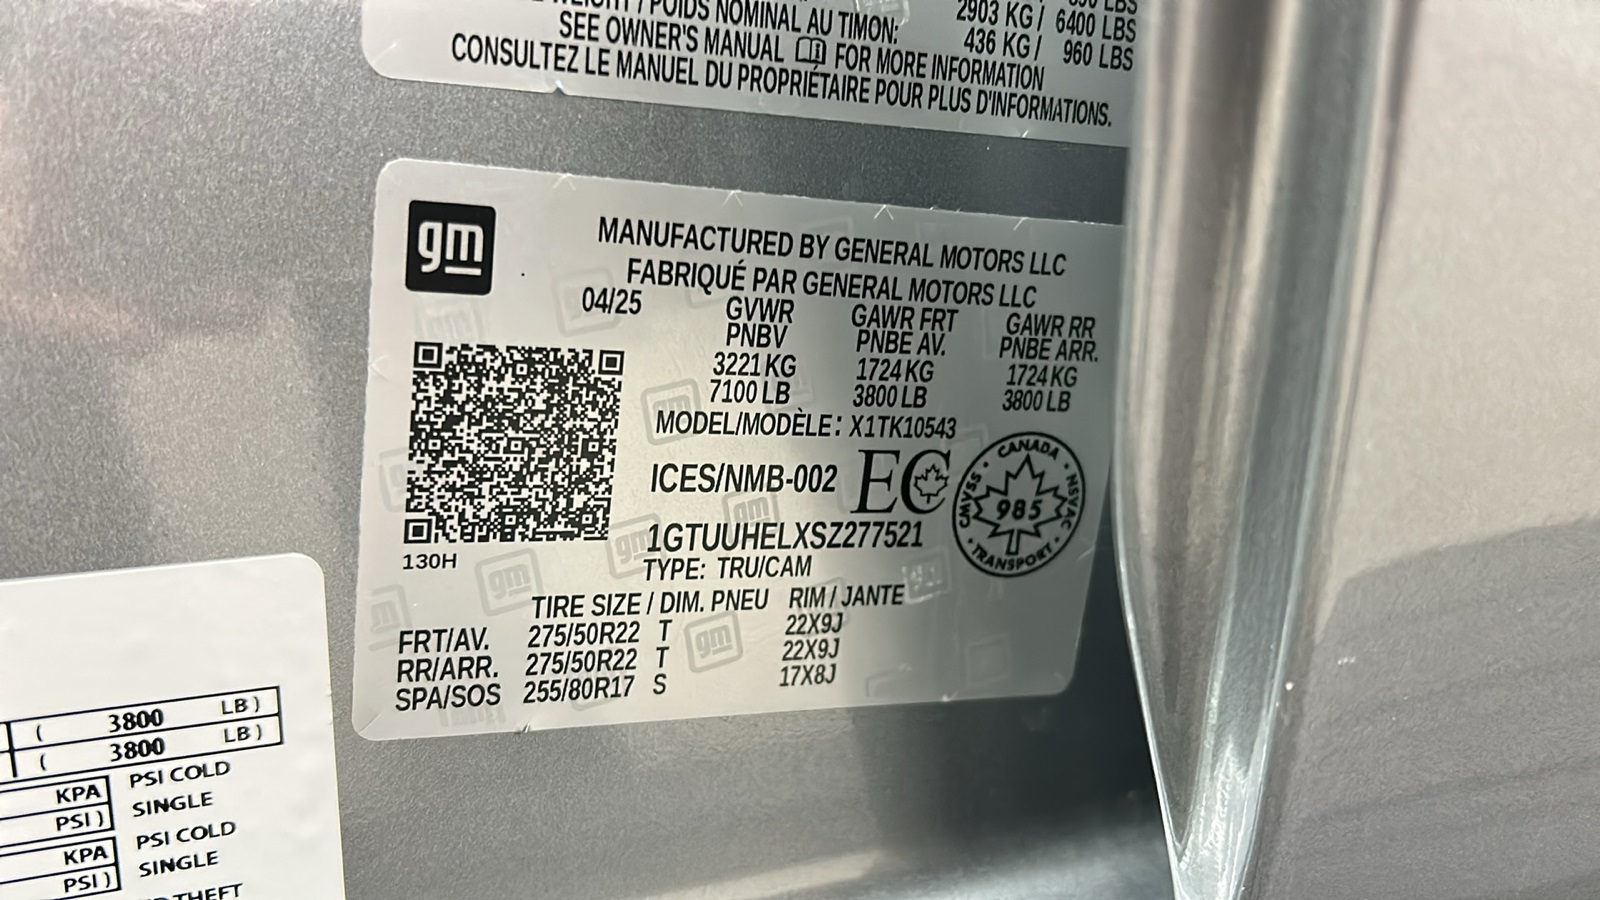 LBS
POIDS NOMINAL AU TIMON:
2903 KG / 6400 LBS
436 KG / 960 LBS
SEE OWNER'S MANUAL FOR MORE INFORMATION
CONSULTEZ LE MANUEL DU PROPRIÉTAIRE POUR PLUS D'INFORMATIONS.
gm
MANUFACTURED BY GENERAL MOTORS LLC
FABRIQUÉ PAR GENERAL MOTORS LLC
04/25
GVWR GAWR FRT GAWR RR
PNBV PNBE AV. PNBE ARR.
3221 KG 1724 KG 1724 KG
7100 LB 3800 LB 3800 LB
MODEL/MODÈLE: X1TK10543
ICES/NMB-002 EC
CANADA
CMVSS 985 NSVAC
TRANSPORT
1GTUUHELXSZ277521
130H
TYPE: TRU/CAM
TIRE SIZE / DIM. PNEU RIM / JANTE
FRT/AV. 275/50R22 T 22X9J
RR/ARR. 275/50R22 T 22X9J
SPA/SOS 255/80R17 S 17X8J
( 3800 LB )
( 3800 LB )
KPA PSI COLD
PSI ) SINGLE
KPA PSI COLD
PSI ) SINGLE
THEFT